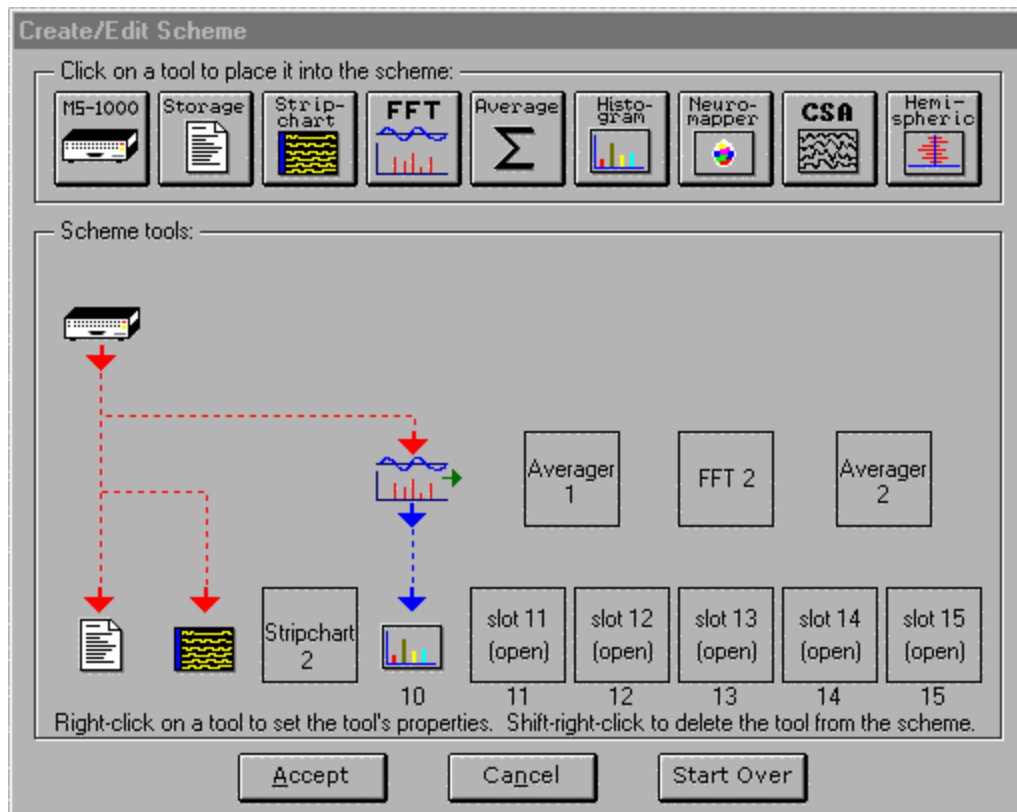 Create/Edit Scheme
Click on a tool to place it into the scheme:
MS-1000
Storage
Strip-
chart
FFT
Average
Histo-
gram
Neuro-
mapper
CSA
Hemi-
spheric
Scheme tools:
Averager
1
FFT 2
Averager
2
Stripchart
2
slot 11
(open)
slot 12
(open)
slot 13
(open)
slot 14
(open)
slot 15
(open)
10
11
12
13
14
15
Right-click on a tool to set the tool's properties. Shift-right-click to delete the tool from the scheme.
Accept
Cancel
Start Over